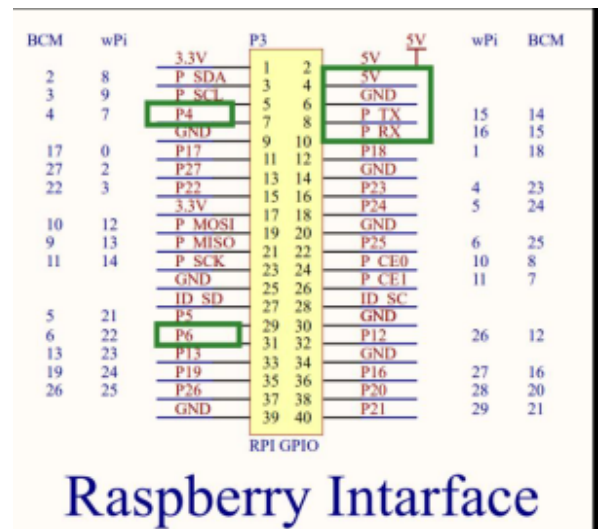 BCM wPi P3 5V wPi BCM
3.3V 1 2 5V
2 8 P_SDA 3 4 5V
3 9 P_SCL 5 6 GND
4 7 P4 7 8 P_TX 15 14
GND 9 10 P_RX 16 15
17 0 P17 11 12 P18 1 18
27 2 P27 13 14 GND
22 3 P22 15 16 P23 4 23
3.3V 17 18 P24 5 24
10 12 P_MOSI 19 20 GND
9 13 P_MISO 21 22 P25 6 25
11 14 P_SCK 23 24 P_CE0 10 8
GND 25 26 P_CE1 11 7
ID_SD 27 28 ID_SC
5 21 P5 29 30 GND
6 22 P6 31 32 P12 26 12
13 23 P13 33 34 GND
19 24 P19 35 36 P16 27 16
26 25 P26 37 38 P20 28 20
GND 39 40 P21 29 21
RPI GPIO
Raspberry Intarface